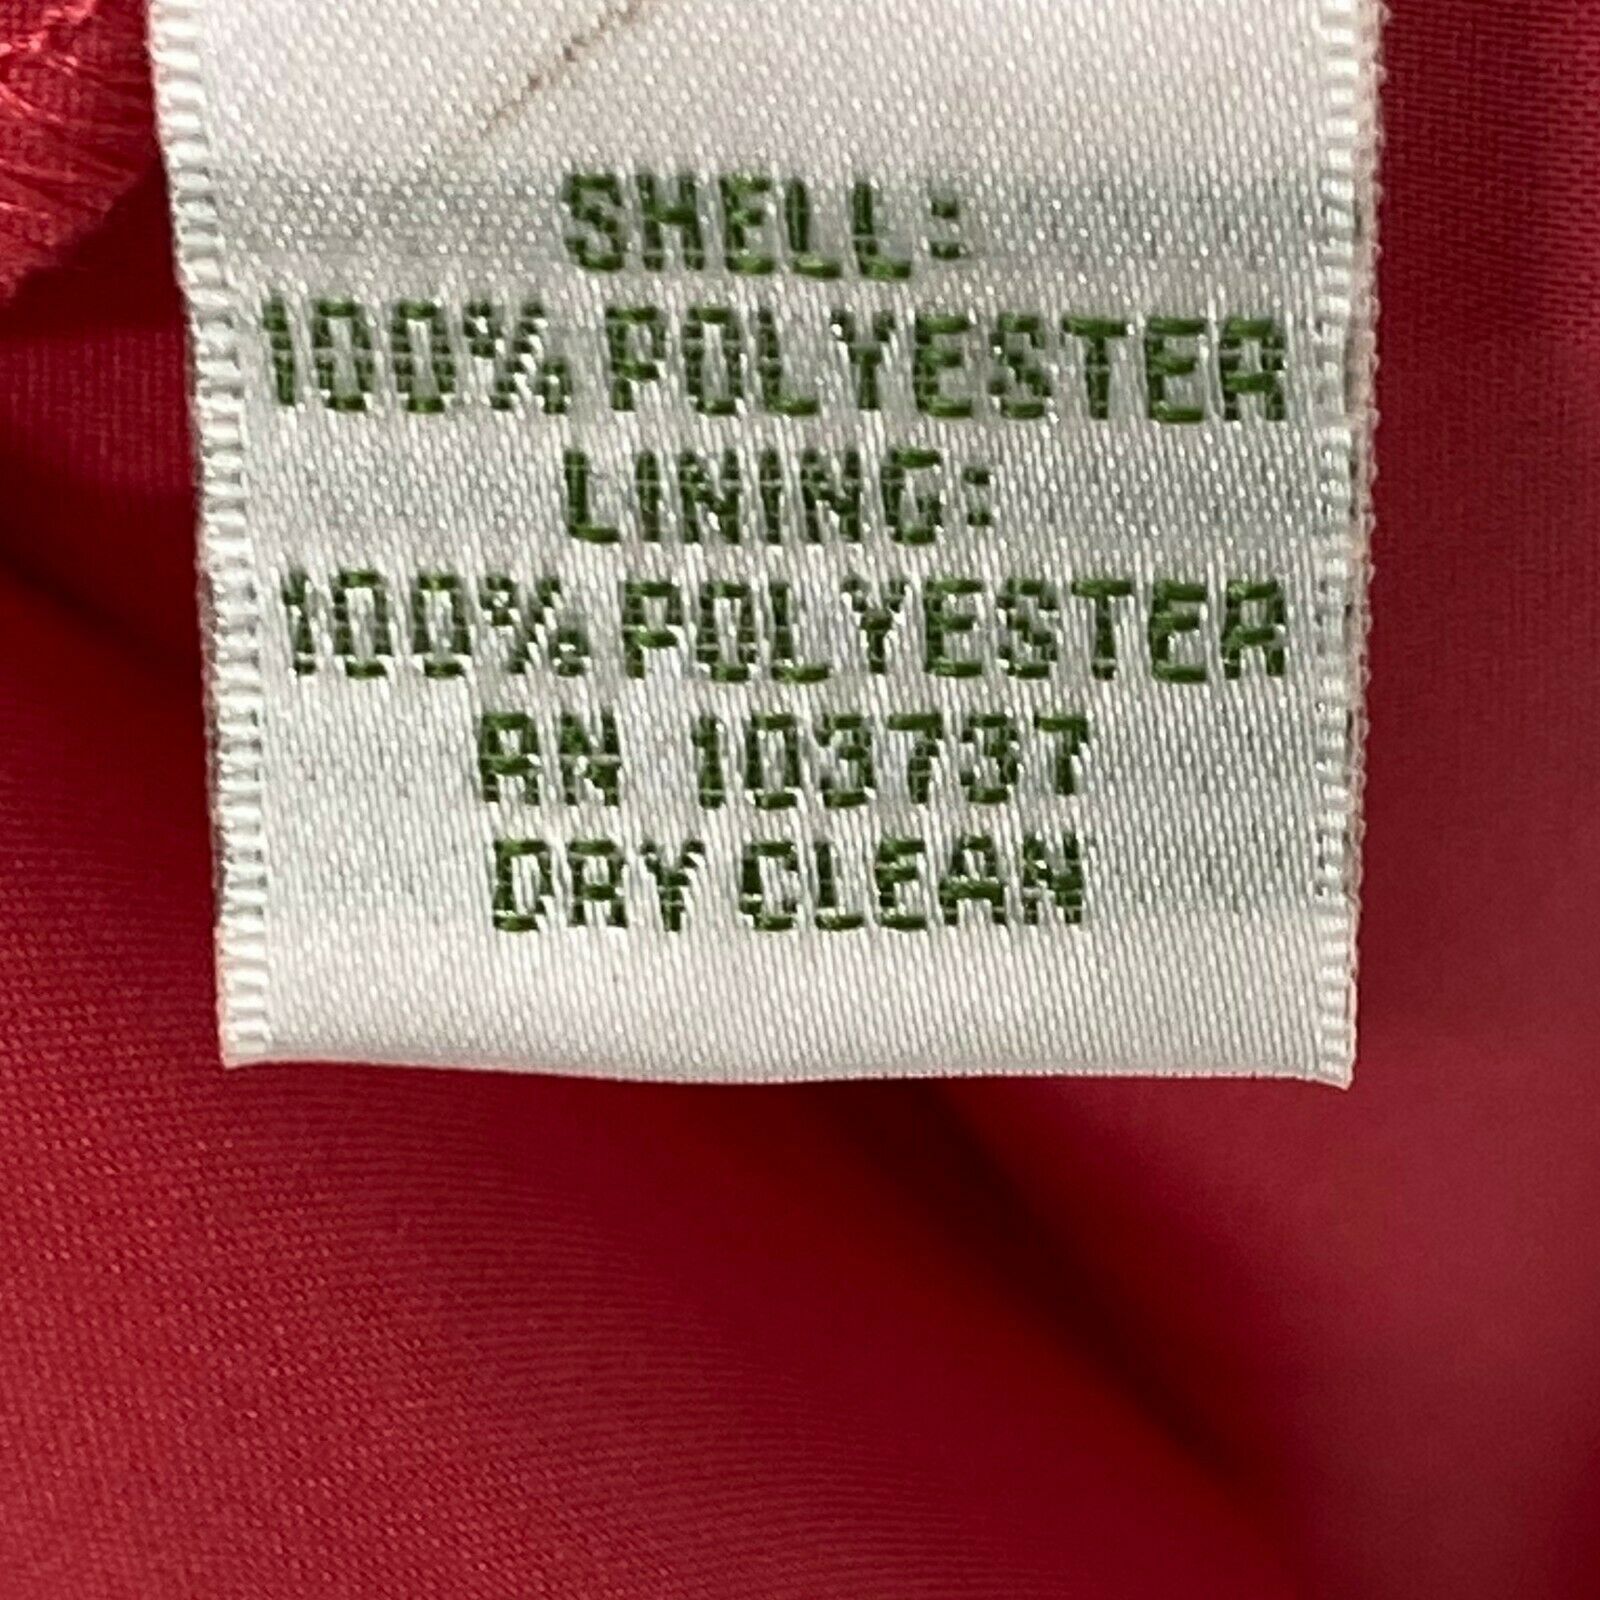 SHELL:
100% POLYESTER
LINING:
100% POLYESTER
RN 103737
DRY CLEAN